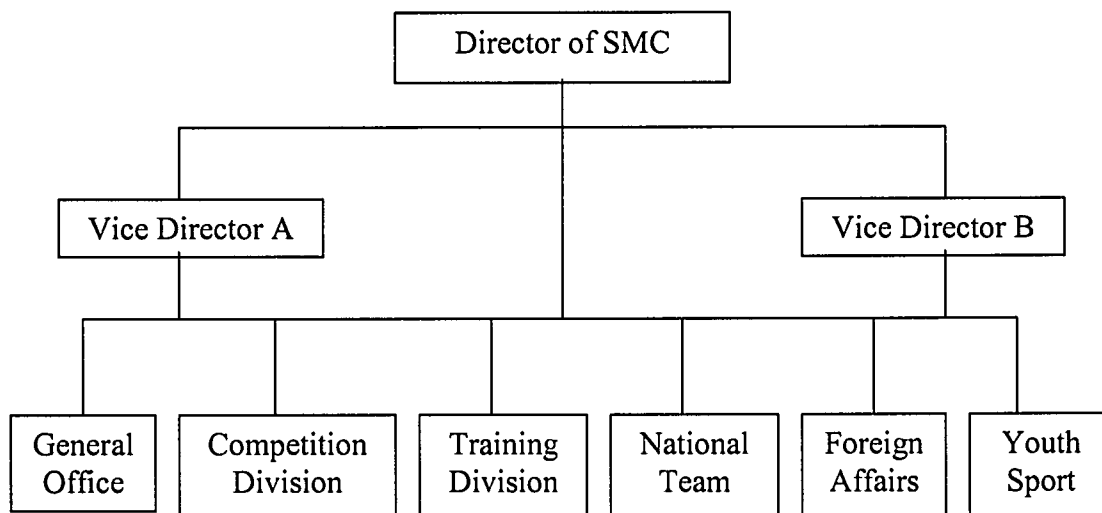 Director of SMC
Vice Director A
Vice Director B
General
Office
Competition
Division
Training
Division
National
Team
Foreign
Affairs
Youth
Sport